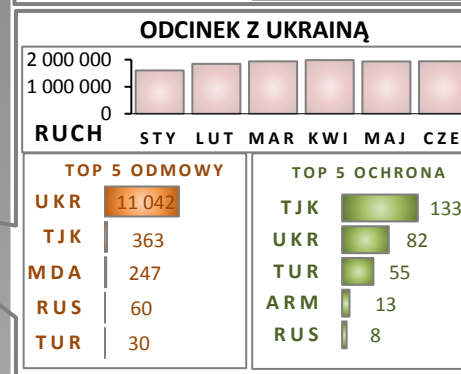 ODCINEK Z UKRAINĄ
2 000 000
1 000 000
0
RUCH STY LUT MAR KWI MAJ CZE
TOP 5 ODMOWY
UKR 11 042
TJK 363
MDA 247
RUS 60
TUR 30
TOP 5 OCHRONA
TJK 133
UKR 82
TUR 55
ARM 13
RUS 8